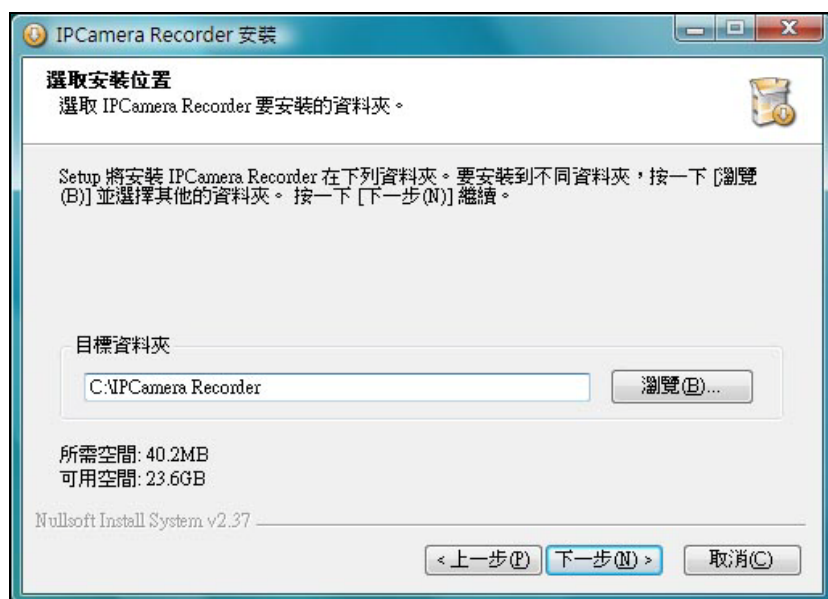 IPCamera Recorder 安裝
選取安裝位置
選取 IPCamera Recorder 要安裝的資料夾。
Setup 將安裝 IPCamera Recorder 在下列資料夾。要安裝到不同資料夾，按一下 [瀏覽
(B)] 並選擇其他的資料夾。 按一下 [下一步(N)] 繼續。
目標資料夾
C:\IPCamera Recorder
瀏覽(B)...
所需空間: 40.2MB
可用空間: 23.6GB
Nullsoft Install System v2.37
< 上一步(P)
下一步(N) >
取消(C)